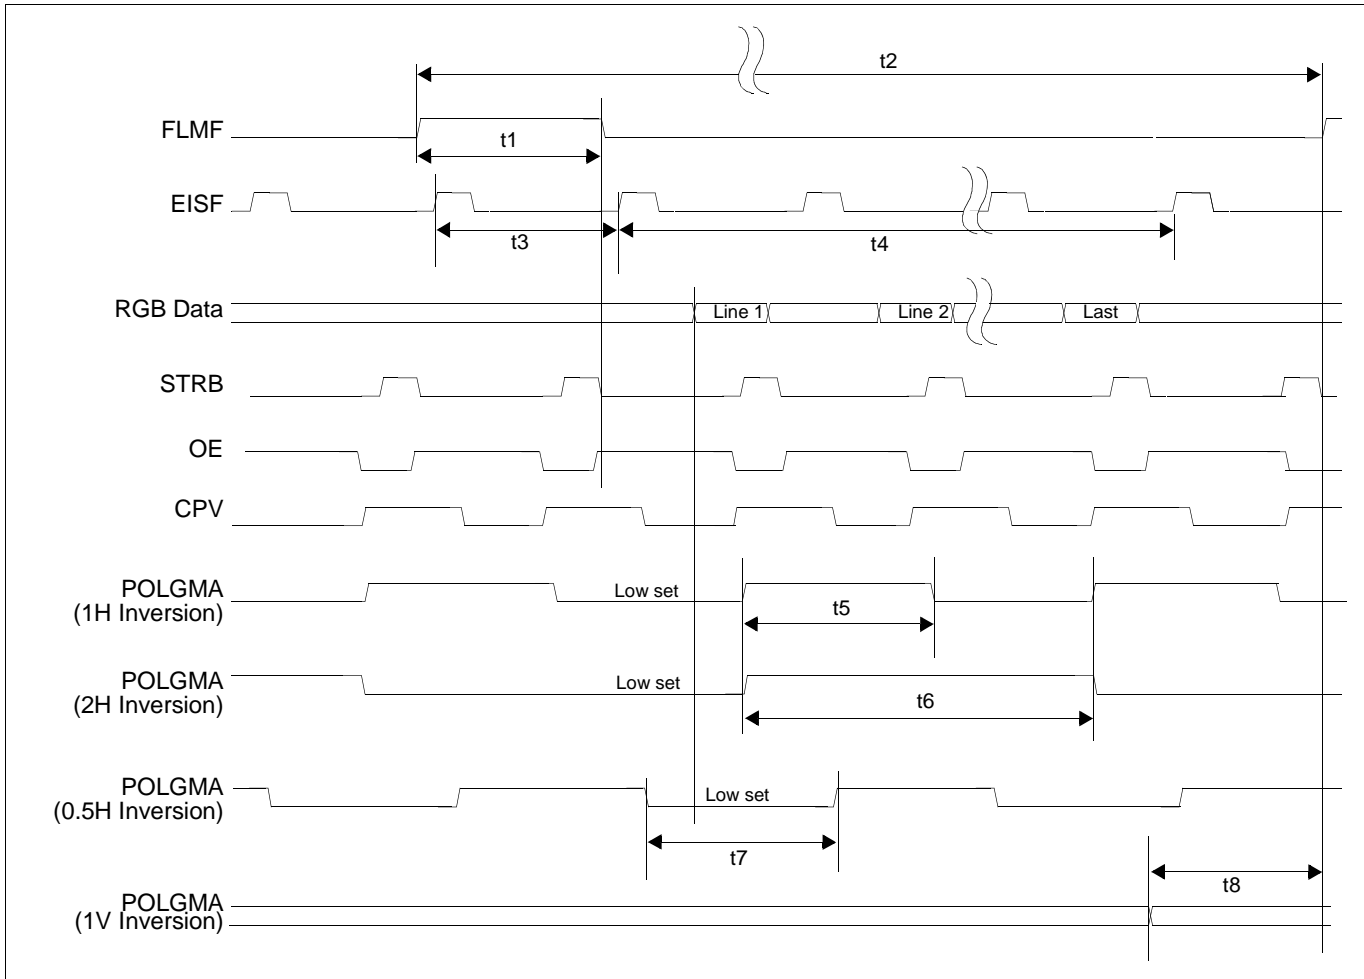 t2
FLMF
t1
EISF
t3
t4
RGB Data
Line 1
Line 2
Last
STRB
OE
CPV
POLGMA
(1H Inversion)
Low set
t5
POLGMA
(2H Inversion)
Low set
t6
POLGMA
(0.5H Inversion)
Low set
t7
t8
POLGMA
(1V Inversion)